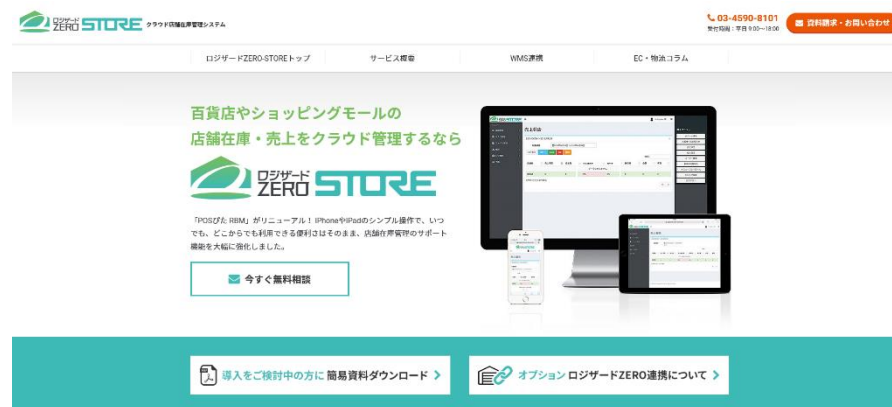 ロジザード ZERO STORE クラウド店舗在庫管理システム
03-4590-8101
受付時間：平日 9:00〜18:00
資料請求・お問い合わせ
ロジザードZERO-STOREトップ サービス概要 WMS連携 EC・物流コラム
百貨店やショッピングモールの
店舗在庫・売上をクラウド管理するなら
ロジザード ZERO STORE
「POSぴた RBM」がリニューアル！ iPhoneやiPadのシンプル操作で、いつ
でも、どこからでも利用できる便利さはそのまま、店舗在庫管理のサポート
機能を大幅に強化しました。
今すぐ無料相談
導入をご検討中の方に 簡易資料ダウンロード
オプション ロジザードZERO連携について